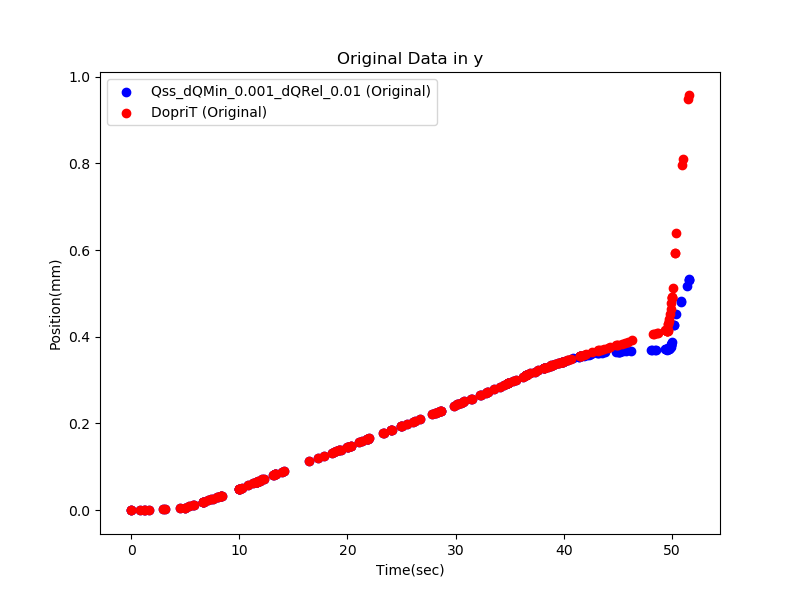 Original Data in y
Qss_dQMin_0.001_dQRel_0.01 (Original)
DopriT (Original)
1.0
0.8
0.6
0.4
0.2
0.0
Position(mm)
0 10 20 30 40 50
Time(sec)